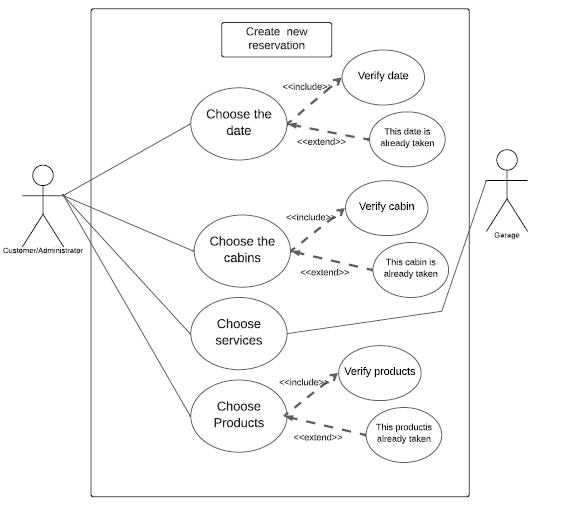 Create new
reservation
Verify date
<<include>>
Choose the
date
This date is
already taken
<<extend>>
Verify cabin
<<include>>
Choose the
cabins
This cabin is
already taken
<<extend>>
Customer/Administrator
Garage
Choose
services
Verify products
<<include>>
Choose
Products
This productis
already taken
<<extend>>